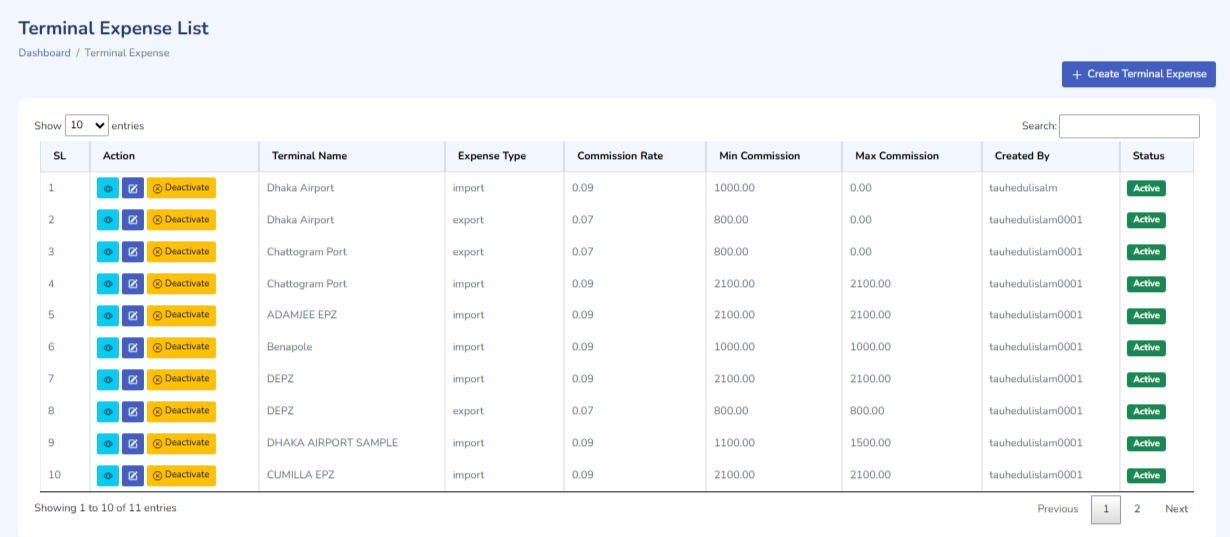 Terminal Expense List
Dashboard / Terminal Expense
+ Create Terminal Expense
Show 10 entries Search:
SL Action Terminal Name Expense Type Commission Rate Min Commission Max Commission Created By Status
1 Deactivate Dhaka Airport import 0.09 1000.00 0.00 tauhedulisalm Active
2 Deactivate Dhaka Airport export 0.07 800.00 0.00 tauhedulislam0001 Active
3 Deactivate Chattogram Port export 0.07 800.00 0.00 tauhedulislam0001 Active
4 Deactivate Chattogram Port import 0.09 2100.00 2100.00 tauhedulislam0001 Active
5 Deactivate ADAMJEE EPZ import 0.09 2100.00 2100.00 tauhedulislam0001 Active
6 Deactivate Benapole import 0.09 1000.00 1000.00 tauhedulislam0001 Active
7 Deactivate DEPZ import 0.09 2100.00 2100.00 tauhedulislam0001 Active
8 Deactivate DEPZ export 0.07 800.00 800.00 tauhedulislam0001 Active
9 Deactivate DHAKA AIRPORT SAMPLE import 0.09 1100.00 1500.00 tauhedulislam0001 Active
10 Deactivate CUMILLA EPZ import 0.09 2100.00 2100.00 tauhedulislam0001 Active
Showing 1 to 10 of 11 entries Previous 1 2 Next